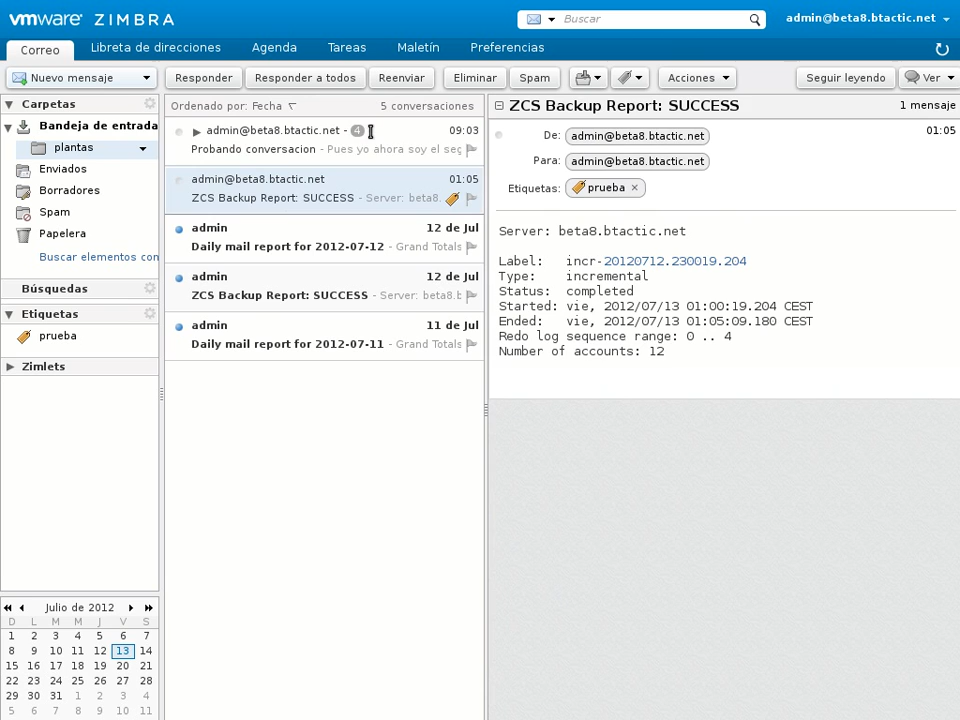 vmware ZIMBRA
Buscar
admin@beta8.btactic.net
Correo
Libreta de direcciones
Agenda
Tareas
Maletín
Preferencias
Nuevo mensaje
Responder
Responder a todos
Reenviar
Eliminar
Spam
Acciones
Seguir leyendo
Ver
Carpetas
Bandeja de entrada
plantas
Enviados
Borradores
Spam
Papelera
Buscar elementos con
Búsquedas
Etiquetas
prueba
Zimlets
Julio de 2012
D L M M J V S
1 2 3 4 5 6 7
8 9 10 11 12 13 14
15 16 17 18 19 20 21
22 23 24 25 26 27 28
29 30 31 1 2 3 4
5 6 7 8 9 10 11
Ordenado por: Fecha
5 conversaciones
admin@beta8.btactic.net - 4 09:03
Probando conversacion - Pues yo ahora soy el seg
admin@beta8.btactic.net 01:05
ZCS Backup Report: SUCCESS - Server: beta8.
admin 12 de Jul
Daily mail report for 2012-07-12 - Grand Totals
admin 12 de Jul
ZCS Backup Report: SUCCESS - Server: beta8.b
admin 11 de Jul
Daily mail report for 2012-07-11 - Grand Totals
ZCS Backup Report: SUCCESS 1 mensaje
De: admin@beta8.btactic.net 01:05
Para: admin@beta8.btactic.net
Etiquetas: prueba
Server: beta8.btactic.net
Label: incr-20120712.230019.204
Type: incremental
Status: completed
Started: vie, 2012/07/13 01:00:19.204 CEST
Ended: vie, 2012/07/13 01:05:09.180 CEST
Redo log sequence range: 0 .. 4
Number of accounts: 12